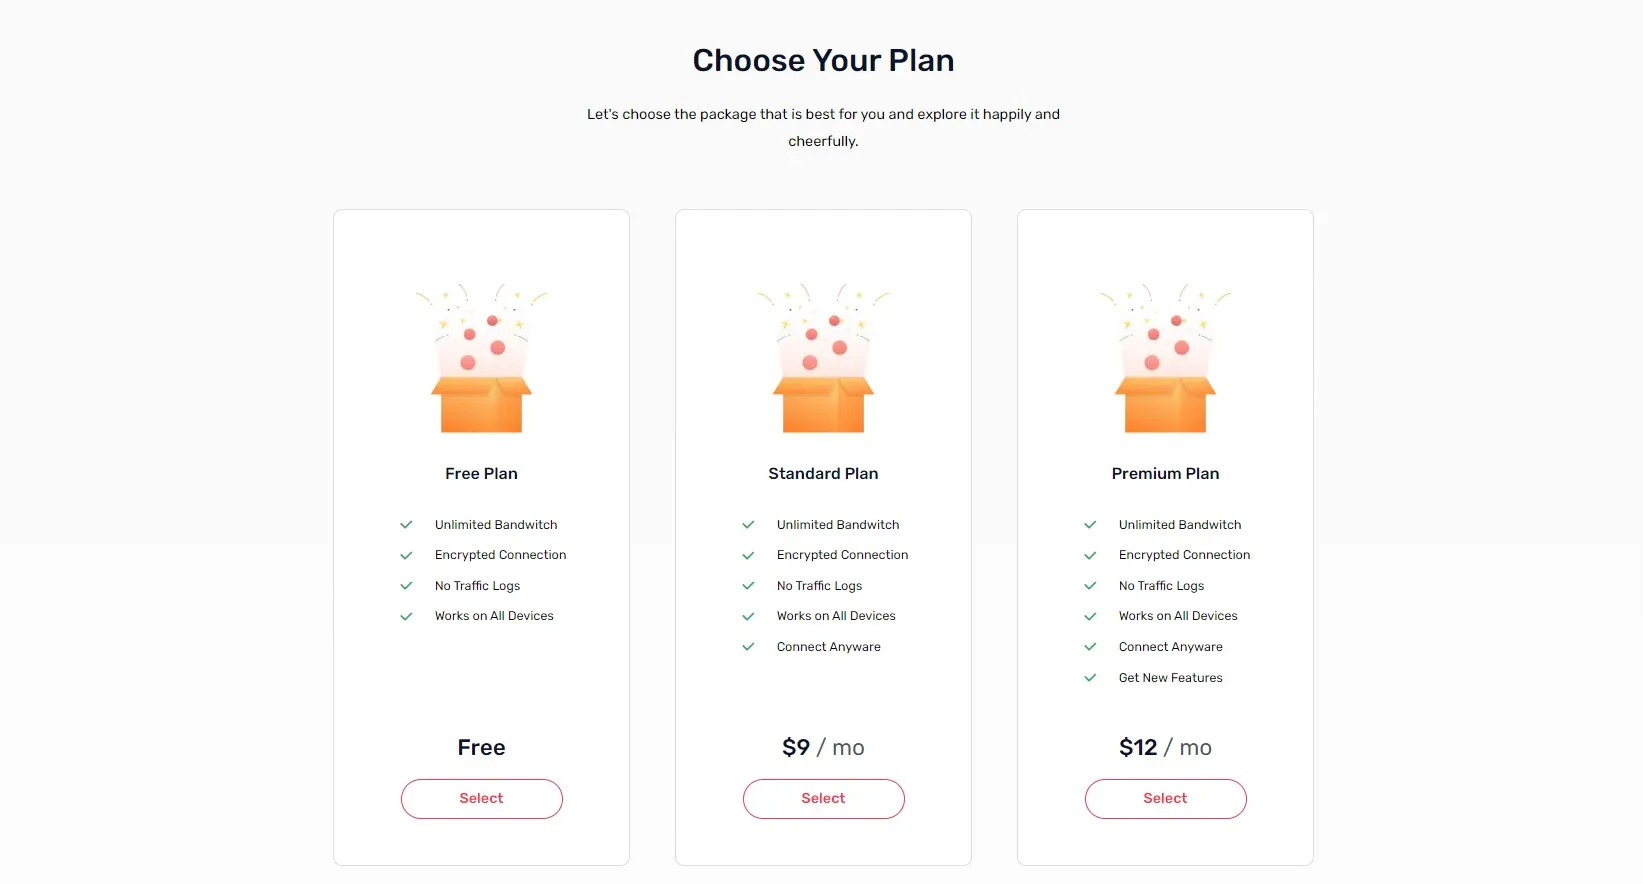 Choose Your Plan
Let's choose the package that is best for you and explore it happily and
cheerfully.
Free Plan
Unlimited Bandwitch
Encrypted Connection
No Traffic Logs
Works on All Devices
Free
Select
Standard Plan
Unlimited Bandwitch
Encrypted Connection
No Traffic Logs
Works on All Devices
Connect Anyware
$9 / mo
Select
Premium Plan
Unlimited Bandwitch
Encrypted Connection
No Traffic Logs
Works on All Devices
Connect Anyware
Get New Features
$12 / mo
Select